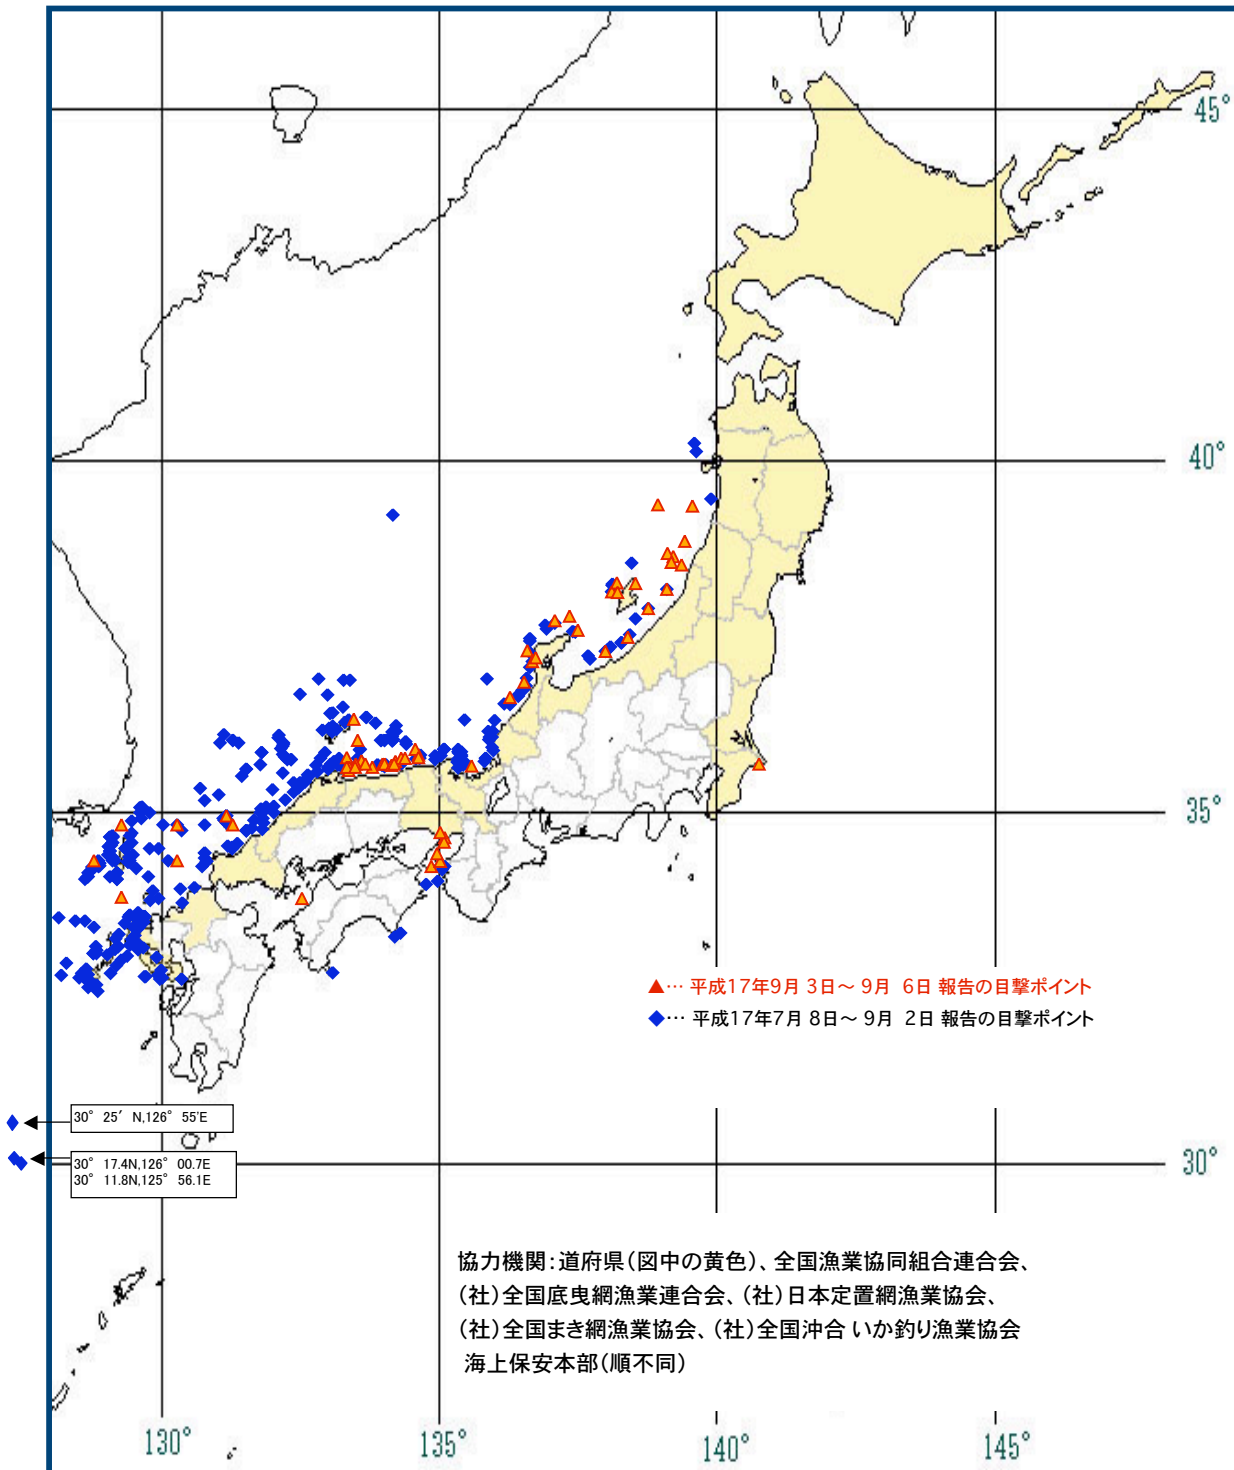 45°
40°
35°
▲… 平成17年9月 3日～ 9月 6日 報告の目撃ポイント
◆… 平成17年7月 8日～ 9月 2日 報告の目撃ポイント
30° 25′ N,126° 55'E
30° 17.4N,126° 00.7E
30° 11.8N,125° 56.1E
30°
協力機関:道府県(図中の黄色)、全国漁業協同組合連合会、
(社)全国底曳網漁業連合会、(社)日本定置網漁業協会、
(社)全国まき網漁業協会、(社)全国沖合 いか釣り漁業協会
海上保安本部(順不同)
130° 135° 140° 145°